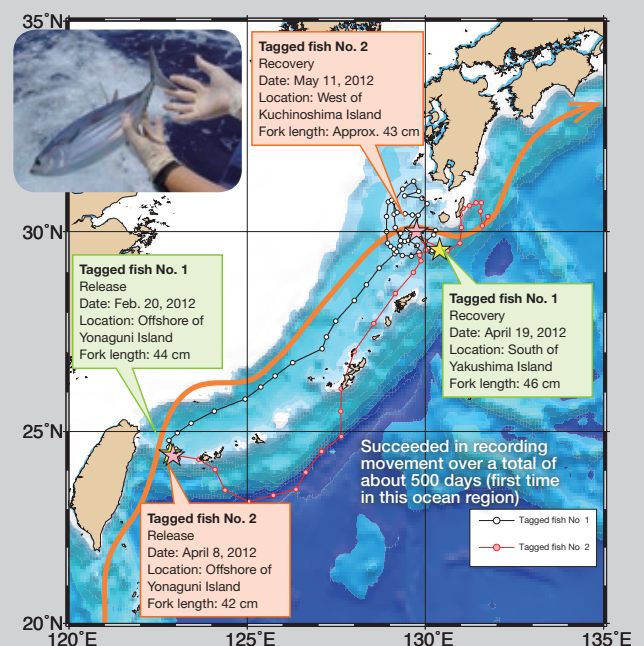 35˚N
Tagged fish No. 2
Recovery
Date: May 11, 2012
Location: West of
Kuchinoshima Island
Fork length: Approx. 43 cm
30˚N
Tagged fish No. 1
Release
Date: Feb. 20, 2012
Location: Offshore of
Yonaguni Island
Fork length: 44 cm
Tagged fish No. 1
Recovery
Date: April 19, 2012
Location: South of
Yakushima Island
Fork length: 46 cm
25˚N
Succeeded in recording
movement over a total of
about 500 days (first time
in this ocean region)
Tagged fish No 1
Tagged fish No 2
Tagged fish No. 2
Release
Date: April 8, 2012
Location: Offshore of
Yonaguni Island
Fork length: 42 cm
20˚N
120˚E
125˚E
130˚E
135˚E